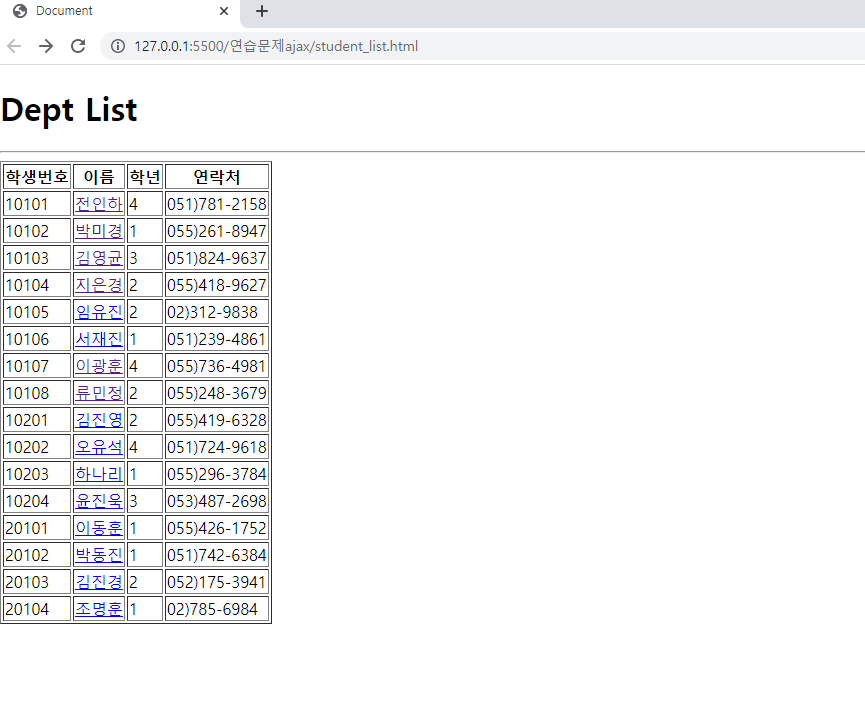 Document
127.0.0.1:5500/연습문제ajax/student_list.html
Dept List
학생번호 이름 학년 연락처
10101 전인하 4 051)781-2158
10102 박미경 1 055)261-8947
10103 김영균 3 051)824-9637
10104 지은경 2 055)418-9627
10105 임유진 2 02)312-9838
10106 서재진 1 051)239-4861
10107 이광훈 4 055)736-4981
10108 류민정 2 055)248-3679
10201 김진영 2 055)419-6328
10202 오유석 4 051)724-9618
10203 하나리 1 055)296-3784
10204 윤진욱 3 053)487-2698
20101 이동훈 1 055)426-1752
20102 박동진 1 051)742-6384
20103 김진경 2 052)175-3941
20104 조명훈 1 02)785-6984